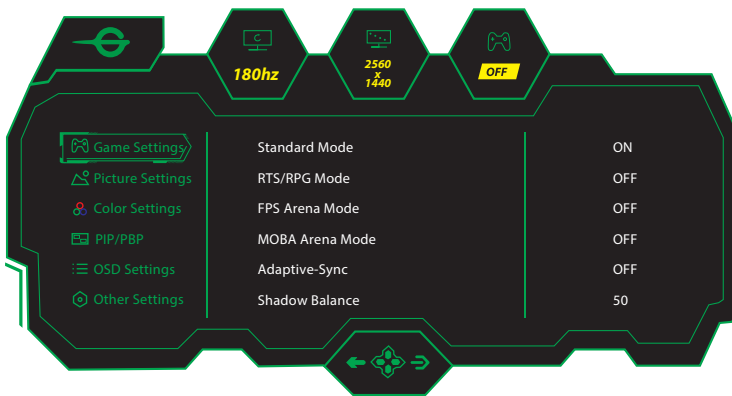 180hz
2560
x
1440
OFF
Game Settings
Standard Mode ON
Picture Settings
RTS/RPG Mode OFF
Color Settings
FPS Arena Mode OFF
PIP/PBP
MOBA Arena Mode OFF
OSD Settings
Adaptive-Sync OFF
Other Settings
Shadow Balance 50